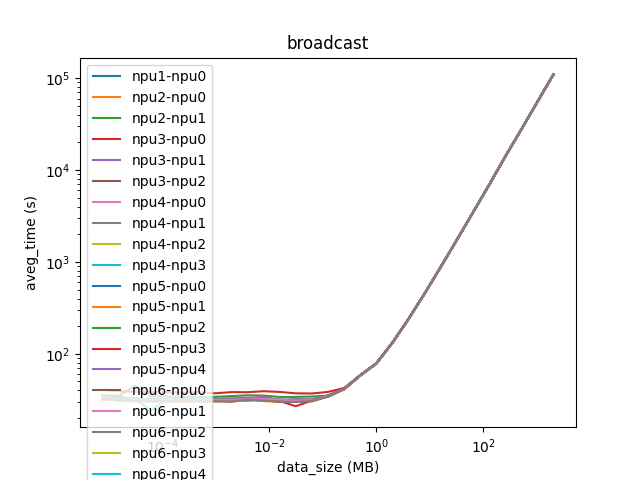 broadcast
aveg_time (s)
10^5
10^4
10^3
10^2
npu1-npu0
npu2-npu0
npu2-npu1
npu3-npu0
npu3-npu1
npu3-npu2
npu4-npu0
npu4-npu1
npu4-npu2
npu4-npu3
npu5-npu0
npu5-npu1
npu5-npu2
npu5-npu3
npu5-npu4
npu6-npu0
npu6-npu1
npu6-npu2
npu6-npu3
npu6-npu4
10^-4
10^-2
10^0
10^2
data_size (MB)